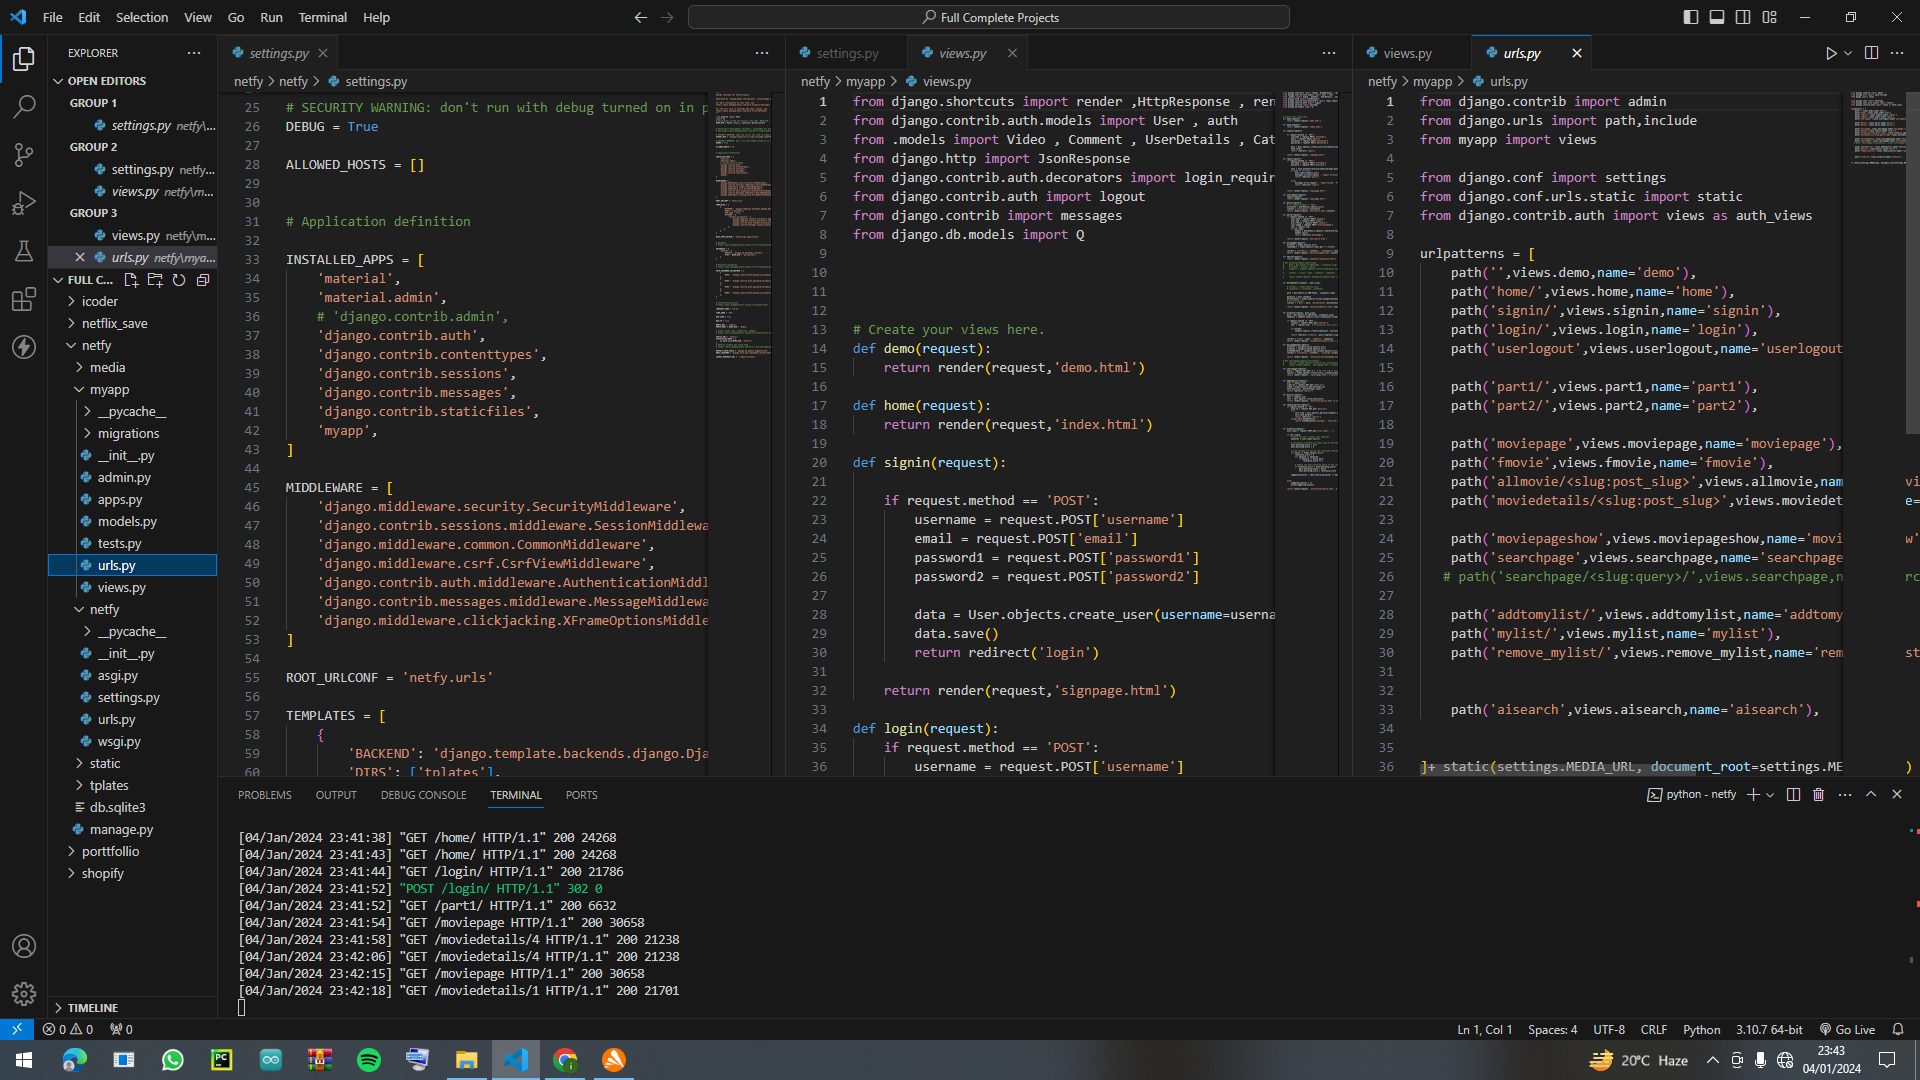 File Edit Selection View Go Run Terminal Help
Full Complete Projects
EXPLORER
OPEN EDITORS
GROUP 1
settings.py netfy\...
GROUP 2
settings.py netfy\...
views.py netfy\m...
GROUP 3
views.py netfy\m...
urls.py netfy\mya...
FULL C...
icoder
netflix_save
netfy
media
myapp
__pycache__
migrations
__init__.py
admin.py
apps.py
models.py
tests.py
urls.py
views.py
netfy
__pycache__
__init__.py
asgi.py
settings.py
urls.py
wsgi.py
static
tplates
db.sqlite3
manage.py
porttfollio
shopify
TIMELINE
settings.py
netfy > netfy > settings.py
25 # SECURITY WARNING: don't run with debug turned on in p
26 DEBUG = True
27
28 ALLOWED_HOSTS = []
29
30
31 # Application definition
32
33 INSTALLED_APPS = [
34 'material',
35 'material.admin',
36 # 'django.contrib.admin',
37 'django.contrib.auth',
38 'django.contrib.contenttypes',
39 'django.contrib.sessions',
40 'django.contrib.messages',
41 'django.contrib.staticfiles',
42 'myapp',
43 ]
44
45 MIDDLEWARE = [
46 'django.middleware.security.SecurityMiddleware',
47 'django.contrib.sessions.middleware.SessionMiddlewa
48 'django.middleware.common.CommonMiddleware',
49 'django.middleware.csrf.CsrfViewMiddleware',
50 'django.contrib.auth.middleware.AuthenticationMiddl
51 'django.contrib.messages.middleware.MessageMiddlewa
52 'django.middleware.clickjacking.XFrameOptionsMiddle
53 ]
54
55 ROOT_URLCONF = 'netfy.urls'
56
57 TEMPLATES = [
58 {
59 'BACKEND': 'django.template.backends.django.Dja
60 'DIRS': ['tplates'],
settings.py views.py
netfy > myapp > views.py
1 from django.shortcuts import render ,HttpResponse , ren
2 from django.contrib.auth.models import User , auth
3 from .models import Video , Comment , UserDetails , Cat
4 from django.http import JsonResponse
5 from django.contrib.auth.decorators import login_requir
6 from django.contrib.auth import logout
7 from django.contrib import messages
8 from django.db.models import Q
9
10
11
12
13 # Create your views here.
14 def demo(request):
15 return render(request,'demo.html')
16
17 def home(request):
18 return render(request,'index.html')
19
20 def signin(request):
21
22 if request.method == 'POST':
23 username = request.POST['username']
24 email = request.POST['email']
25 password1 = request.POST['password1']
26 password2 = request.POST['password2']
27
28 data = User.objects.create_user(username=userna
29 data.save()
30 return redirect('login')
31
32 return render(request,'signpage.html')
33
34 def login(request):
35 if request.method == 'POST':
36 username = request.POST['username']
views.py urls.py
netfy > myapp > urls.py
1 from django.contrib import admin
2 from django.urls import path,include
3 from myapp import views
4
5 from django.conf import settings
6 from django.conf.urls.static import static
7 from django.contrib.auth import views as auth_views
8
9 urlpatterns = [
10 path('',views.demo,name='demo'),
11 path('home/',views.home,name='home'),
12 path('signin/',views.signin,name='signin'),
13 path('login/',views.login,name='login'),
14 path('userlogout',views.userlogout,name='userlogout
15
16 path('part1/',views.part1,name='part1'),
17 path('part2/',views.part2,name='part2'),
18
19 path('moviepage',views.moviepage,name='moviepage'),
20 path('fmovie',views.fmovie,name='fmovie'),
21 path('allmovie/<slug:post_slug>',views.allmovie,nam vi
22 path('moviedetails/<slug:post_slug>',views.moviedet e=
23
24 path('moviepageshow',views.moviepageshow,name='movi w'
25 path('searchpage',views.searchpage,name='searchpage
26 # path('searchpage/<slug:query>/',views.searchpage,n rc
27
28 path('addtomylist/',views.addtomylist,name='addtomy
29 path('mylist/',views.mylist,name='mylist'),
30 path('remove_mylist/',views.remove_mylist,name='rem st
31
32
33 path('aisearch',views.aisearch,name='aisearch'),
34
35
36 ]+ static(settings.MEDIA_URL, document_root=settings.ME )
PROBLEMS OUTPUT DEBUG CONSOLE TERMINAL PORTS
python - netfy
[04/Jan/2024 23:41:38] "GET /home/ HTTP/1.1" 200 24268
[04/Jan/2024 23:41:43] "GET /home/ HTTP/1.1" 200 24268
[04/Jan/2024 23:41:44] "GET /login/ HTTP/1.1" 200 21786
[04/Jan/2024 23:41:52] "POST /login/ HTTP/1.1" 302 0
[04/Jan/2024 23:41:52] "GET /part1/ HTTP/1.1" 200 6632
[04/Jan/2024 23:41:54] "GET /moviepage HTTP/1.1" 200 30658
[04/Jan/2024 23:41:58] "GET /moviedetails/4 HTTP/1.1" 200 21238
[04/Jan/2024 23:42:06] "GET /moviedetails/4 HTTP/1.1" 200 21238
[04/Jan/2024 23:42:15] "GET /moviepage HTTP/1.1" 200 30658
[04/Jan/2024 23:42:18] "GET /moviedetails/1 HTTP/1.1" 200 21701
0 0 0
Ln 1, Col 1 Spaces: 4 UTF-8 CRLF Python 3.10.7 64-bit Go Live
20°C Haze
23:43
04/01/2024